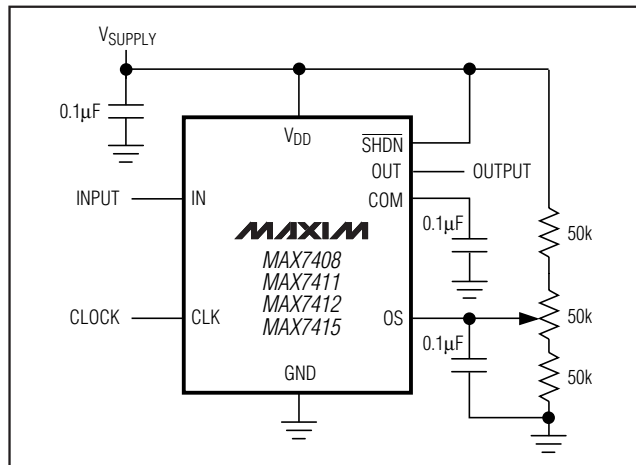 VSUPPLY
0.1µF
VDD
SHDN
OUT
OUTPUT
INPUT
IN
COM
MAXIM
0.1µF
50k
MAX7408
MAX7411
MAX7412
MAX7415
CLOCK
CLK
OS
50k
0.1µF
50k
GND